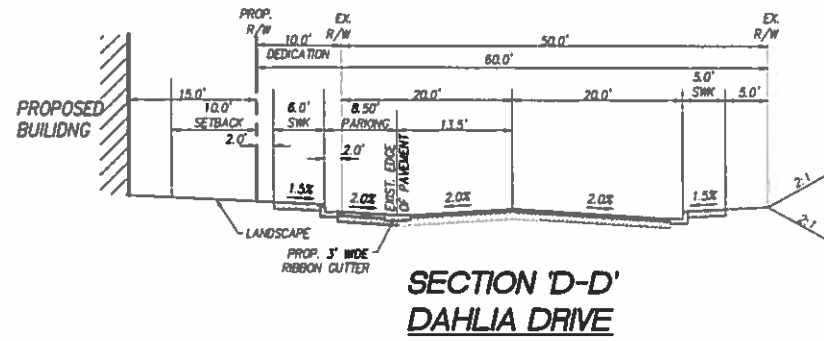 PROP.
R/W
EX.
R/W
EX.
R/W
10.0'
DEDICATION
50.0'
60.0'
15.0'
10.0'
SETBACK
2.0'
6.0'
SWK
8.50'
PARKING
2.0'
20.0'
13.5'
20.0'
5.0'
SWK
5.0'
PROPOSED
BUILIDNG
EXIST. EDGE
OF PAVEMENT
1.5%
2.0%
2.0%
2.0%
1.5%
2:1
2:1
LANDSCAPE
PROP. 3' WIDE
RIBBON GUTTER
SECTION 'D-D'
DAHLIA DRIVE